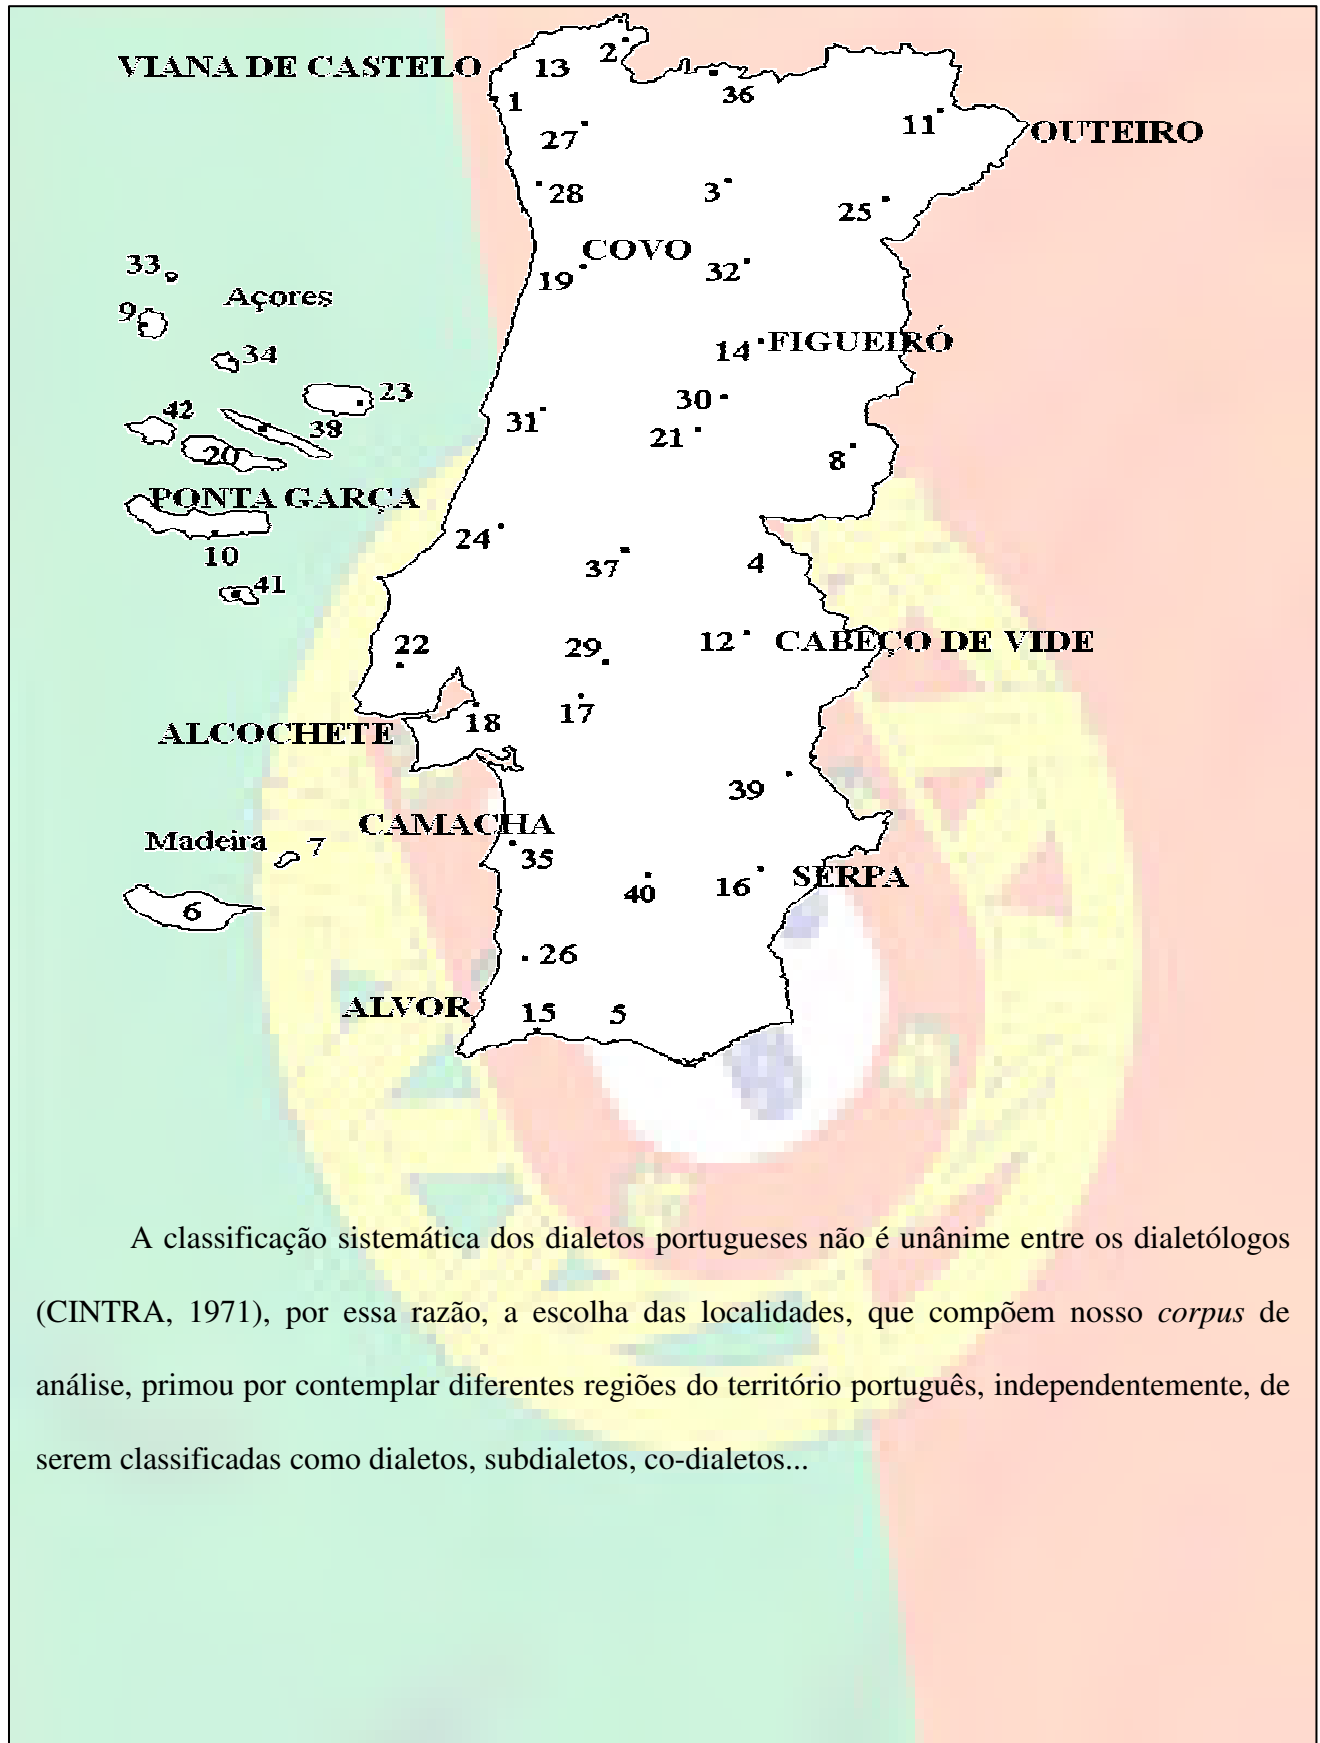 VIANA DE CASTELO
13
2
36
1
11
OUTEIRO
27
28
3
25
COVO
33
19
32
Açores
9
34
14
FIGUEIRÓ
23
30
42
31
38
21
20
8
PONTA GARÇA
24
10
37
4
41
22
29
12
CABEÇO DE VIDE
18
17
ALCOCHETE
39
CAMACHA
Madeira
7
35
40
16
SERPA
6
26
ALVOR
15
5
A classificação sistemática dos dialetos portugueses não é unânime entre os dialetólogos
(CINTRA, 1971), por essa razão, a escolha das localidades, que compõem nosso corpus de
análise, primou por contemplar diferentes regiões do território português, independentemente, de
serem classificadas como dialetos, subdialetos, co-dialetos...